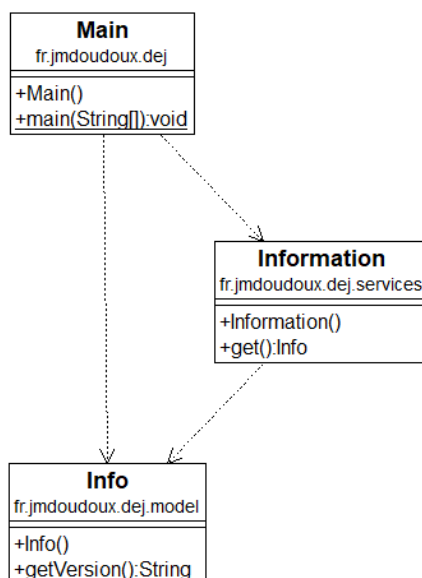 Main
fr.jmdoudoux.dej
+Main()
+main(String[]):void
Information
fr.jmdoudoux.dej.services
+Information()
+get():Info
Info
fr.jmdoudoux.dej.model
+Info()
+getVersion():String